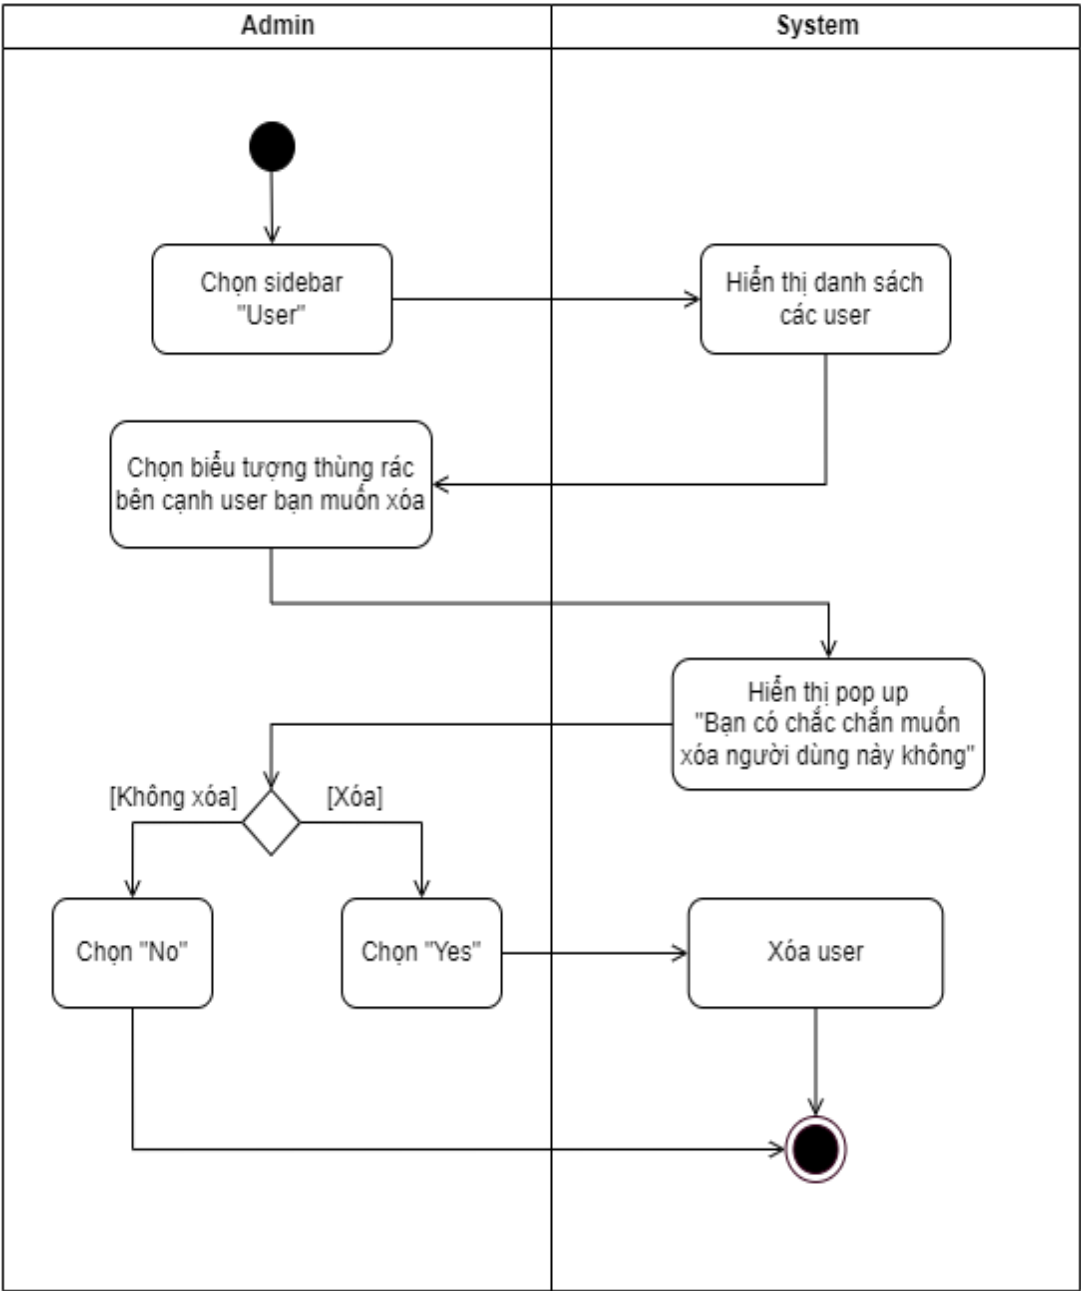 Admin
System
Chọn sidebar
"User"
Hiển thị danh sách
các user
Chọn biểu tượng thùng rác
bên cạnh user bạn muốn xóa
Hiển thị pop up
"Bạn có chắc chắn muốn
xóa người dùng này không"
[Không xóa]
[Xóa]
Chọn "No"
Chọn "Yes"
Xóa user